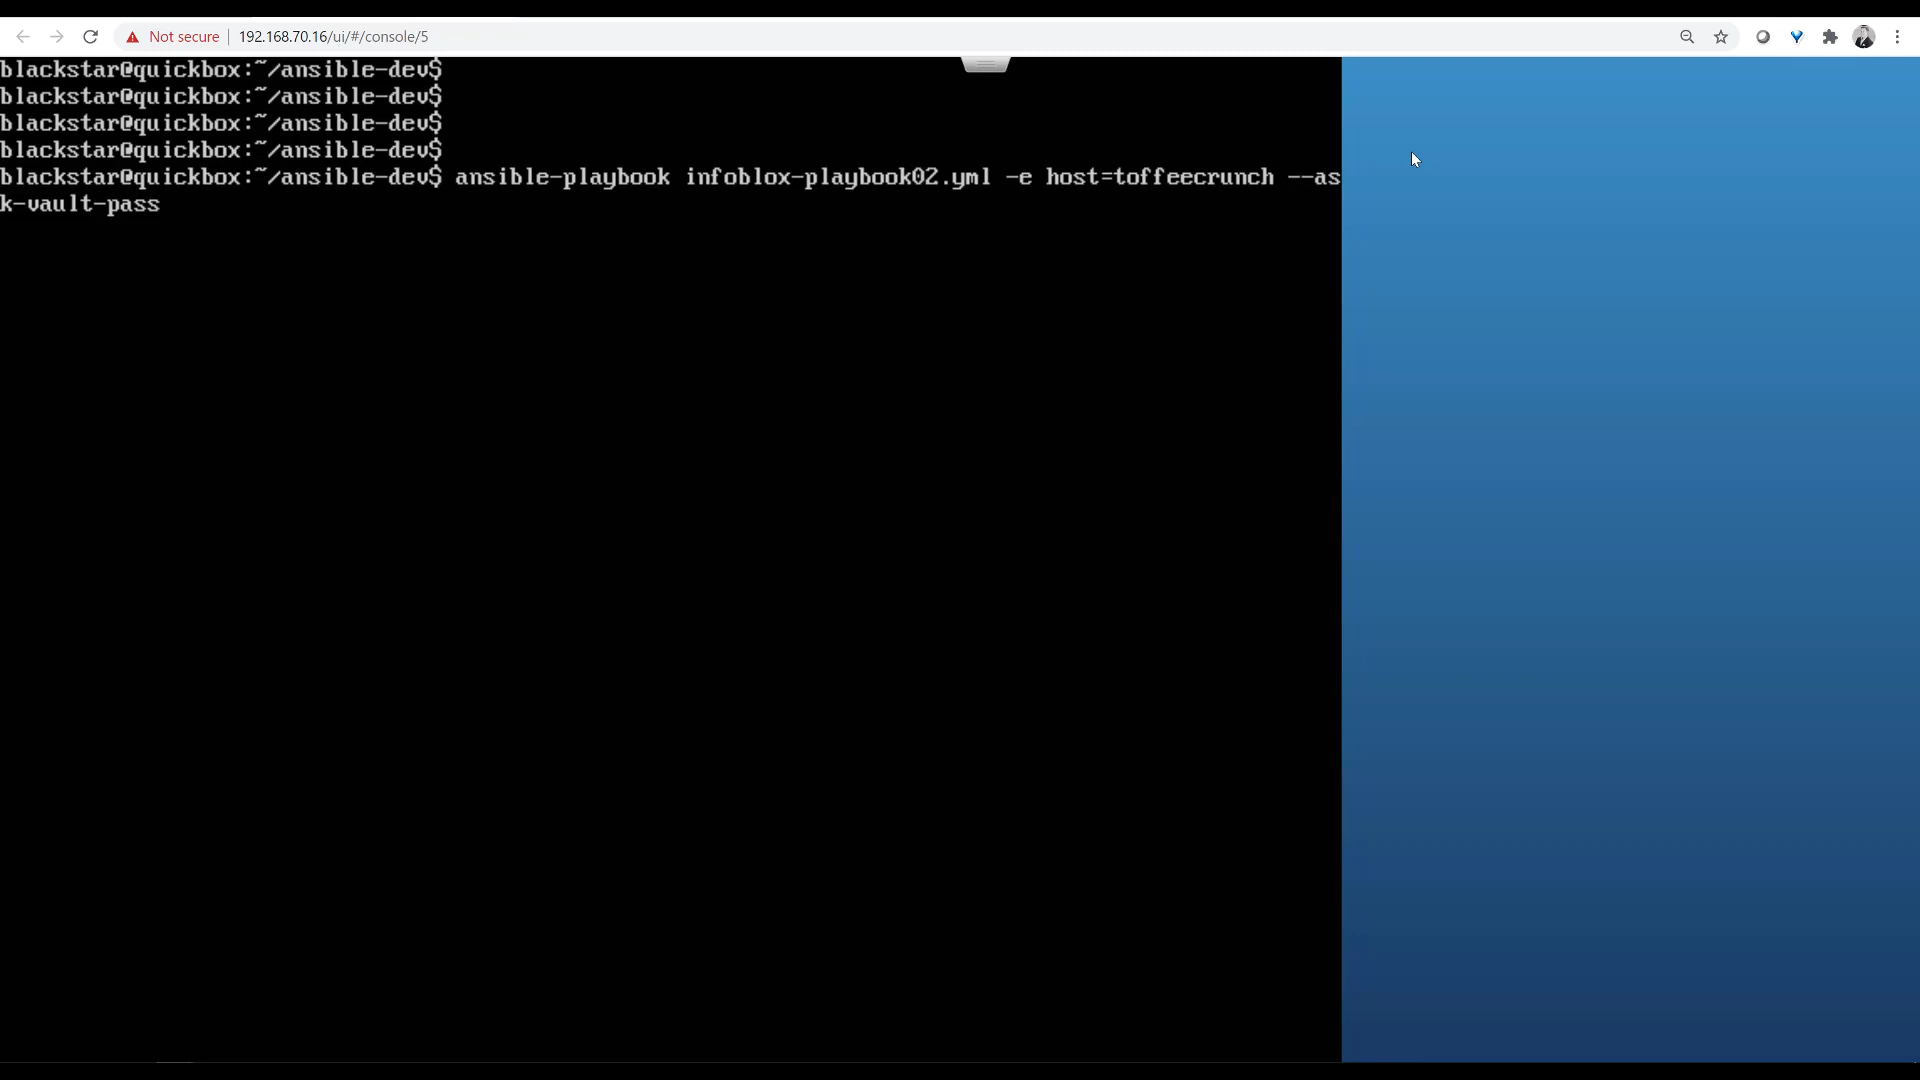 Not secure 192.168.70.16/ui/#/console/5
blackstar@quickbox:~/ansible-dev$
blackstar@quickbox:~/ansible-dev$
blackstar@quickbox:~/ansible-dev$
blackstar@quickbox:~/ansible-dev$
blackstar@quickbox:~/ansible-dev$ ansible-playbook infoblox-playbook02.yml -e host=toffeecrunch --as
k-vault-pass